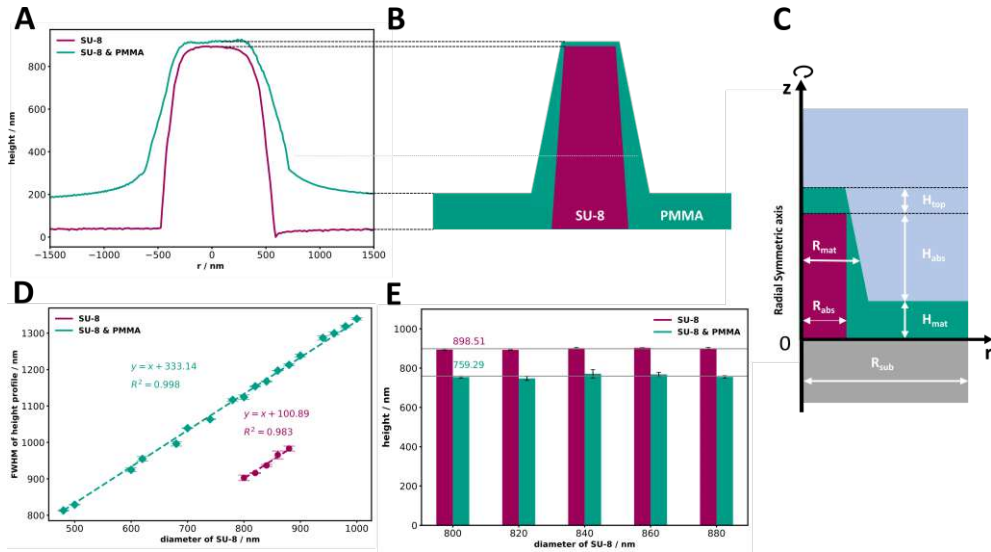 A
SU-8
SU-8 & PMMA
height / nm
800
600
400
200
0
−1500 −1000 −500 0 500 1000 1500
r / nm
B
SU-8 PMMA
C
z
Radial Symmetric axis
H_top
R_mat
H_abs
R_abs
H_mat
0
r
R_sub
D
SU-8
SU-8 & PMMA
FWHM of height profile / nm
1300
1200
1100
1000
900
800
y = x + 333.14
R² = 0.998
y = x + 100.89
R² = 0.983
500 600 700 800 900 1000
diameter of SU-8 / nm
E
SU-8
SU-8 & PMMA
height / nm
1000
800
600
400
200
0
898.51
759.29
800 820 840 860 880
diameter of SU-8 / nm